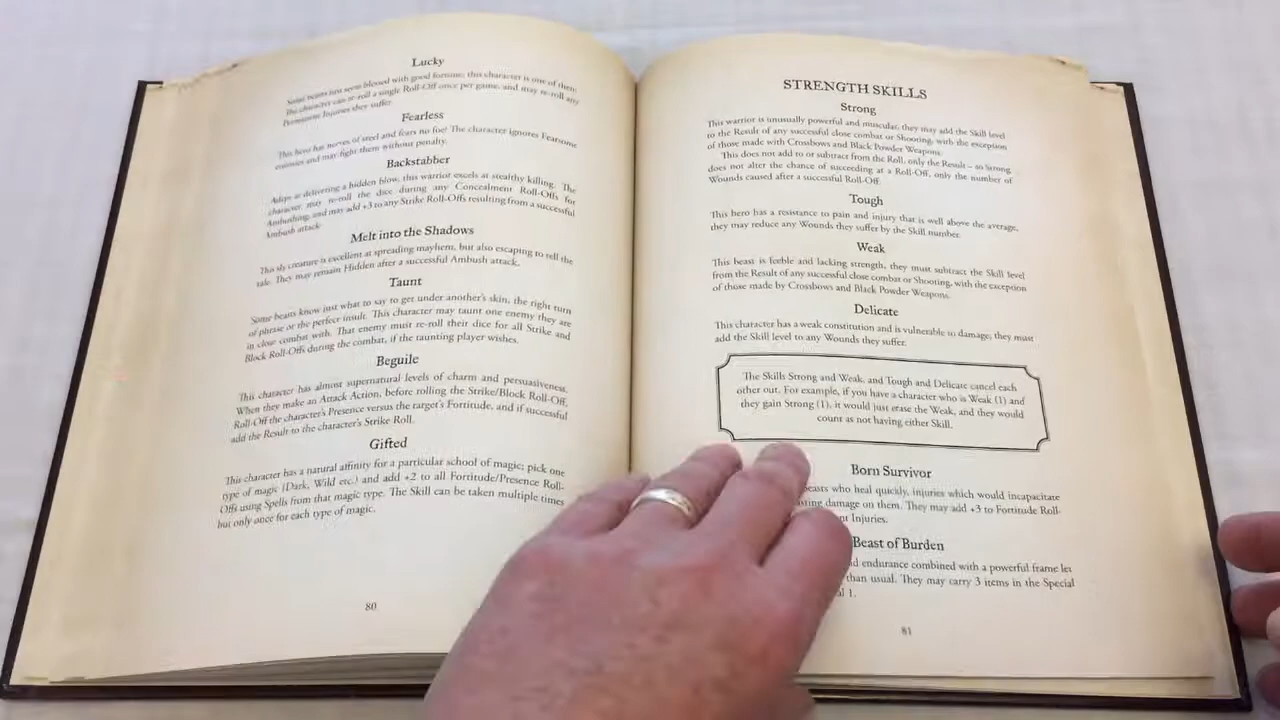 Lucky
Some beasts just seem blessed with good fortune; this character is one of them.
The character can re-roll a single Roll-Off once per game, and may re-roll any
Permanent Injuries they suffer.
Fearless
This hero has nerves of steel and fears no foe! The character ignores Fearsome
enemies and may fight them without penalty.
Backstabber
Adept at delivering a hidden blow, this warrior excels at stealthy killing. The
character may re-roll the dice during any Concealment Roll-Offs for
Ambushing, and may add +3 to any Strike Roll-Offs resulting from a successful
Ambush attack.
Melt into the Shadows
This sly creature is excellent at spreading mayhem, but also escaping to tell the
tale. They may remain Hidden after a successful Ambush attack.
Taunt
Some beasts know just what to say to get under another's skin, the right turn
of phrase or the perfect insult. This character may taunt one enemy they are
in close combat with. That enemy must re-roll their dice for all Strike and
Block Roll-Offs during the combat, if the taunting player wishes.
Beguile
This character has almost supernatural levels of charm and persuasiveness.
When they make an Attack Action, before rolling the Strike/Block Roll-Off,
Roll-Off the character's Presence versus the target's Fortitude, and if successful
add the Result to the character's Strike Roll.
Gifted
This character has a natural affinity for a particular school of magic; pick one
type of magic (Dark, Wild etc.) and add +2 to all Fortitude/Presence Roll-
Offs using Spells from that magic type. The Skill can be taken multiple times
but only once for each type of magic.
80
STRENGTH SKILLS
Strong
This warrior is unusually powerful and muscular, they may add the Skill level
to the Result of any successful close combat or Shooting, with the exception
of those made with Crossbows and Black Powder Weapons.
This does not add to or subtract from the Roll, only the Result – so Strong
does not alter the chance of succeeding at a Roll-Off, only the number of
Wounds caused after a successful Roll-Off.
Tough
This hero has a resistance to pain and injury that is well above the average,
they may reduce any Wounds they suffer by the Skill number.
Weak
This beast is feeble and lacking strength, they must subtract the Skill level
from the Result of any successful close combat or Shooting, with the exception
of those made by Crossbows and Black Powder Weapons.
Delicate
This character has a weak constitution and is vulnerable to damage, they must
add the Skill level to any Wounds they suffer.
The Skills Strong and Weak, and Tough and Delicate cancel each
other out. For example, if you have a character who is Weak (1) and
they gain Strong (1), it would just erase the Weak, and they would
count as not having either Skill.
Born Survivor
beasts who heal quickly, injuries which would incapacitate
damage on them. They may add +3 to Fortitude Roll-
Injuries.
Beast of Burden
endurance combined with a powerful frame let
than usual. They may carry 3 items in the Special
1.
81